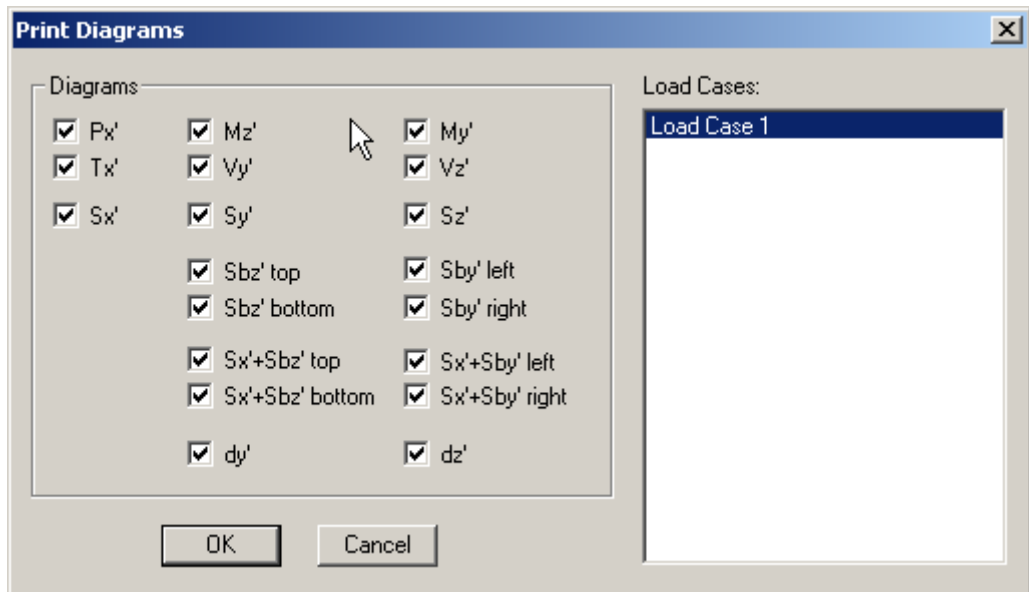 Print Diagrams
Diagrams
Px' Mz' My'
Tx' Vy' Vz'
Sx' Sy' Sz'
Sbz' top Sby' left
Sbz' bottom Sby' right
Sx'+Sbz' top Sx'+Sby' left
Sx'+Sbz' bottom Sx'+Sby' right
dy' dz'
Load Cases:
Load Case 1
OK Cancel